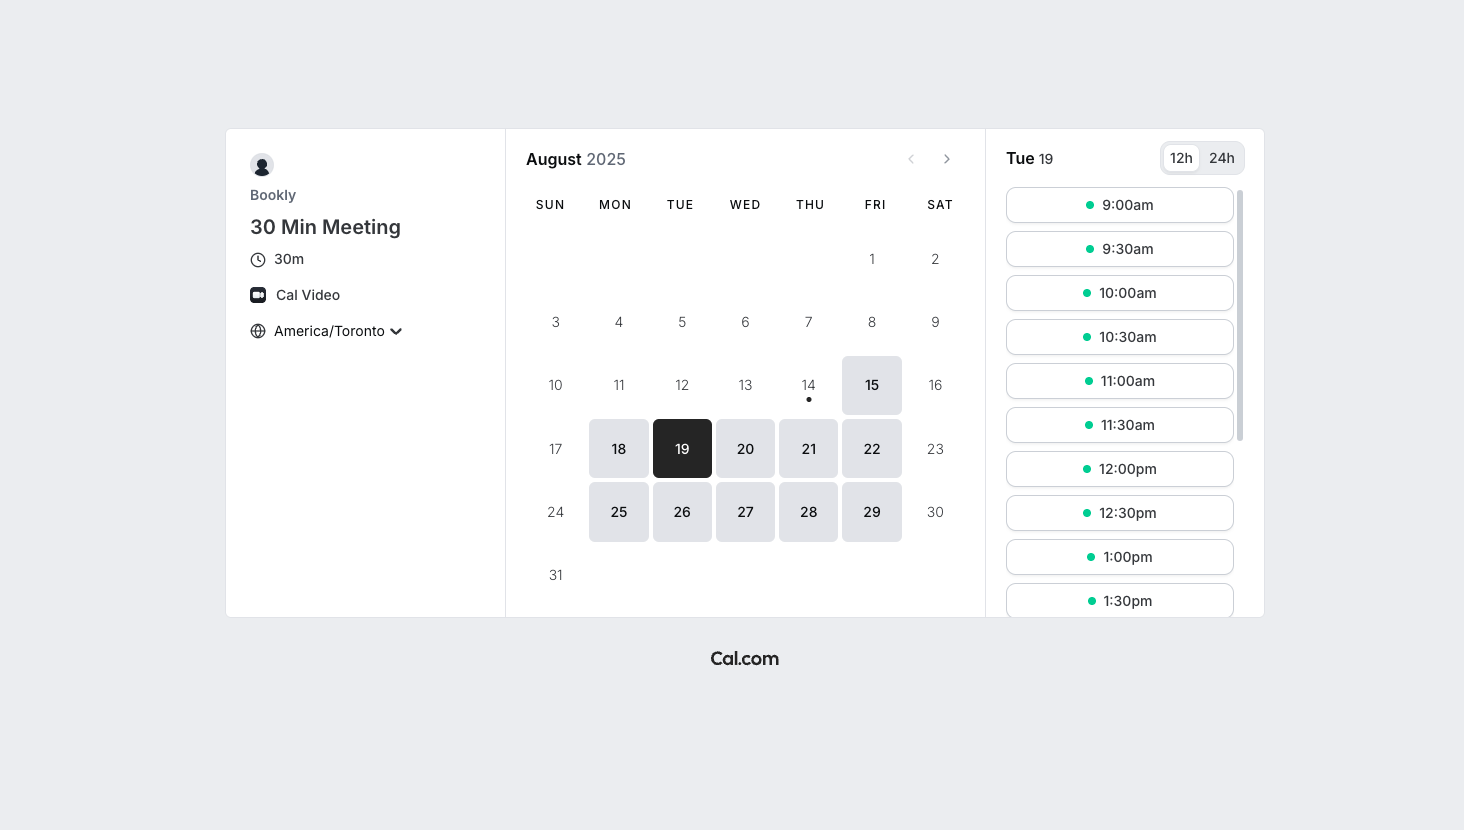 Bookly
30 Min Meeting
30m
Cal Video
America/Toronto
August 2025
SUN MON TUE WED THU FRI SAT
1 2
3 4 5 6 7 8 9
10 11 12 13 14 15 16
17 18 19 20 21 22 23
24 25 26 27 28 29 30
31
Tue 19
12h 24h
9:00am
9:30am
10:00am
10:30am
11:00am
11:30am
12:00pm
12:30pm
1:00pm
1:30pm
Cal.com